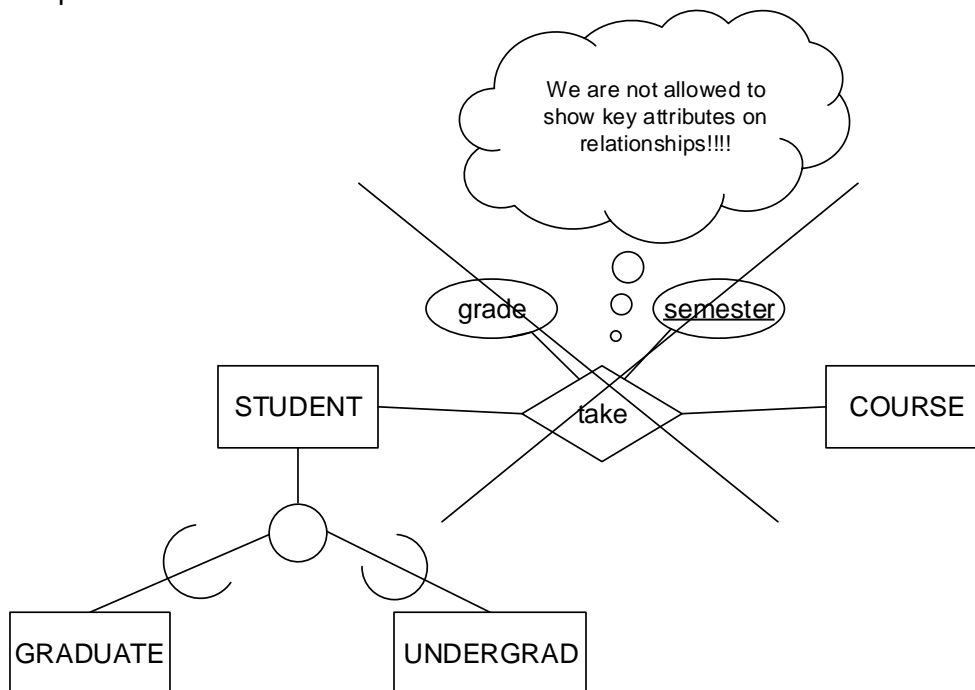 We are not allowed to
show key attributes on
relationships!!!!
grade
semester
STUDENT
take
COURSE
GRADUATE
UNDERGRAD